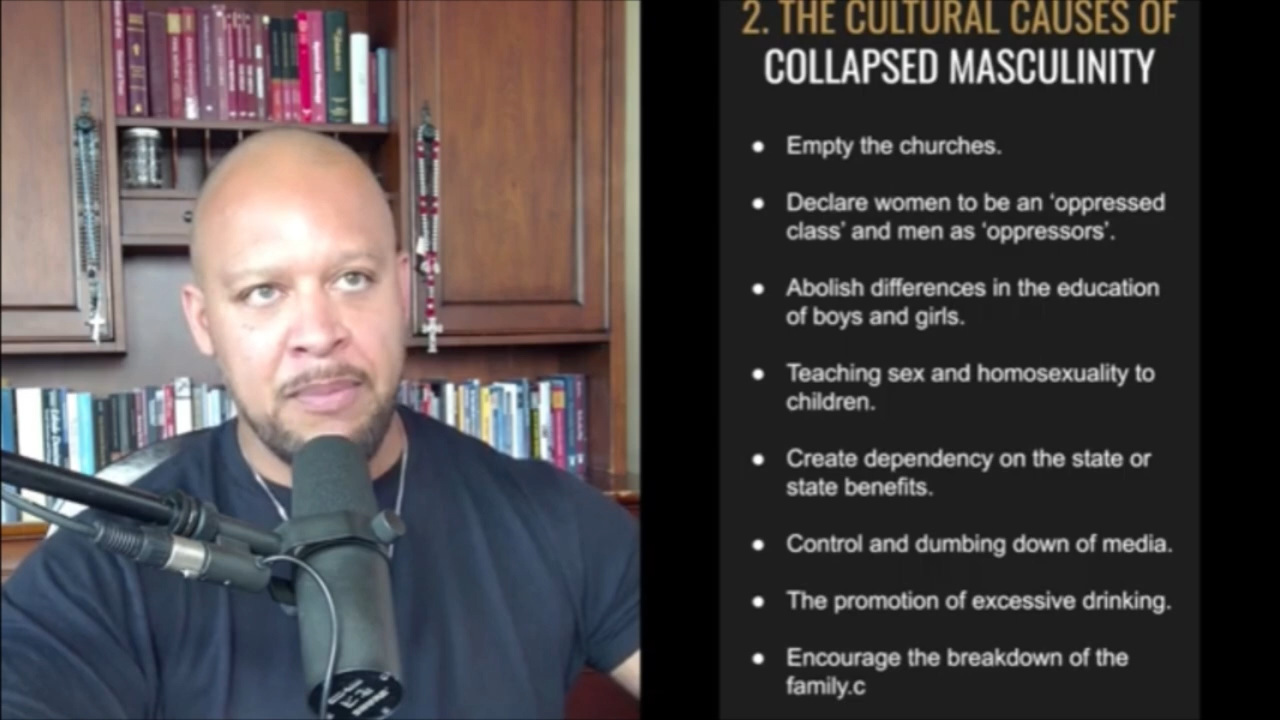 2. THE CULTURAL CAUSES OF
COLLAPSED MASCULINITY
● Empty the churches.
● Declare women to be an ‘oppressed
class’ and men as ‘oppressors’.
● Abolish differences in the education
of boys and girls.
● Teaching sex and homosexuality to
children.
● Create dependency on the state or
state benefits.
● Control and dumbing down of media.
● The promotion of excessive drinking.
● Encourage the breakdown of the
family.c